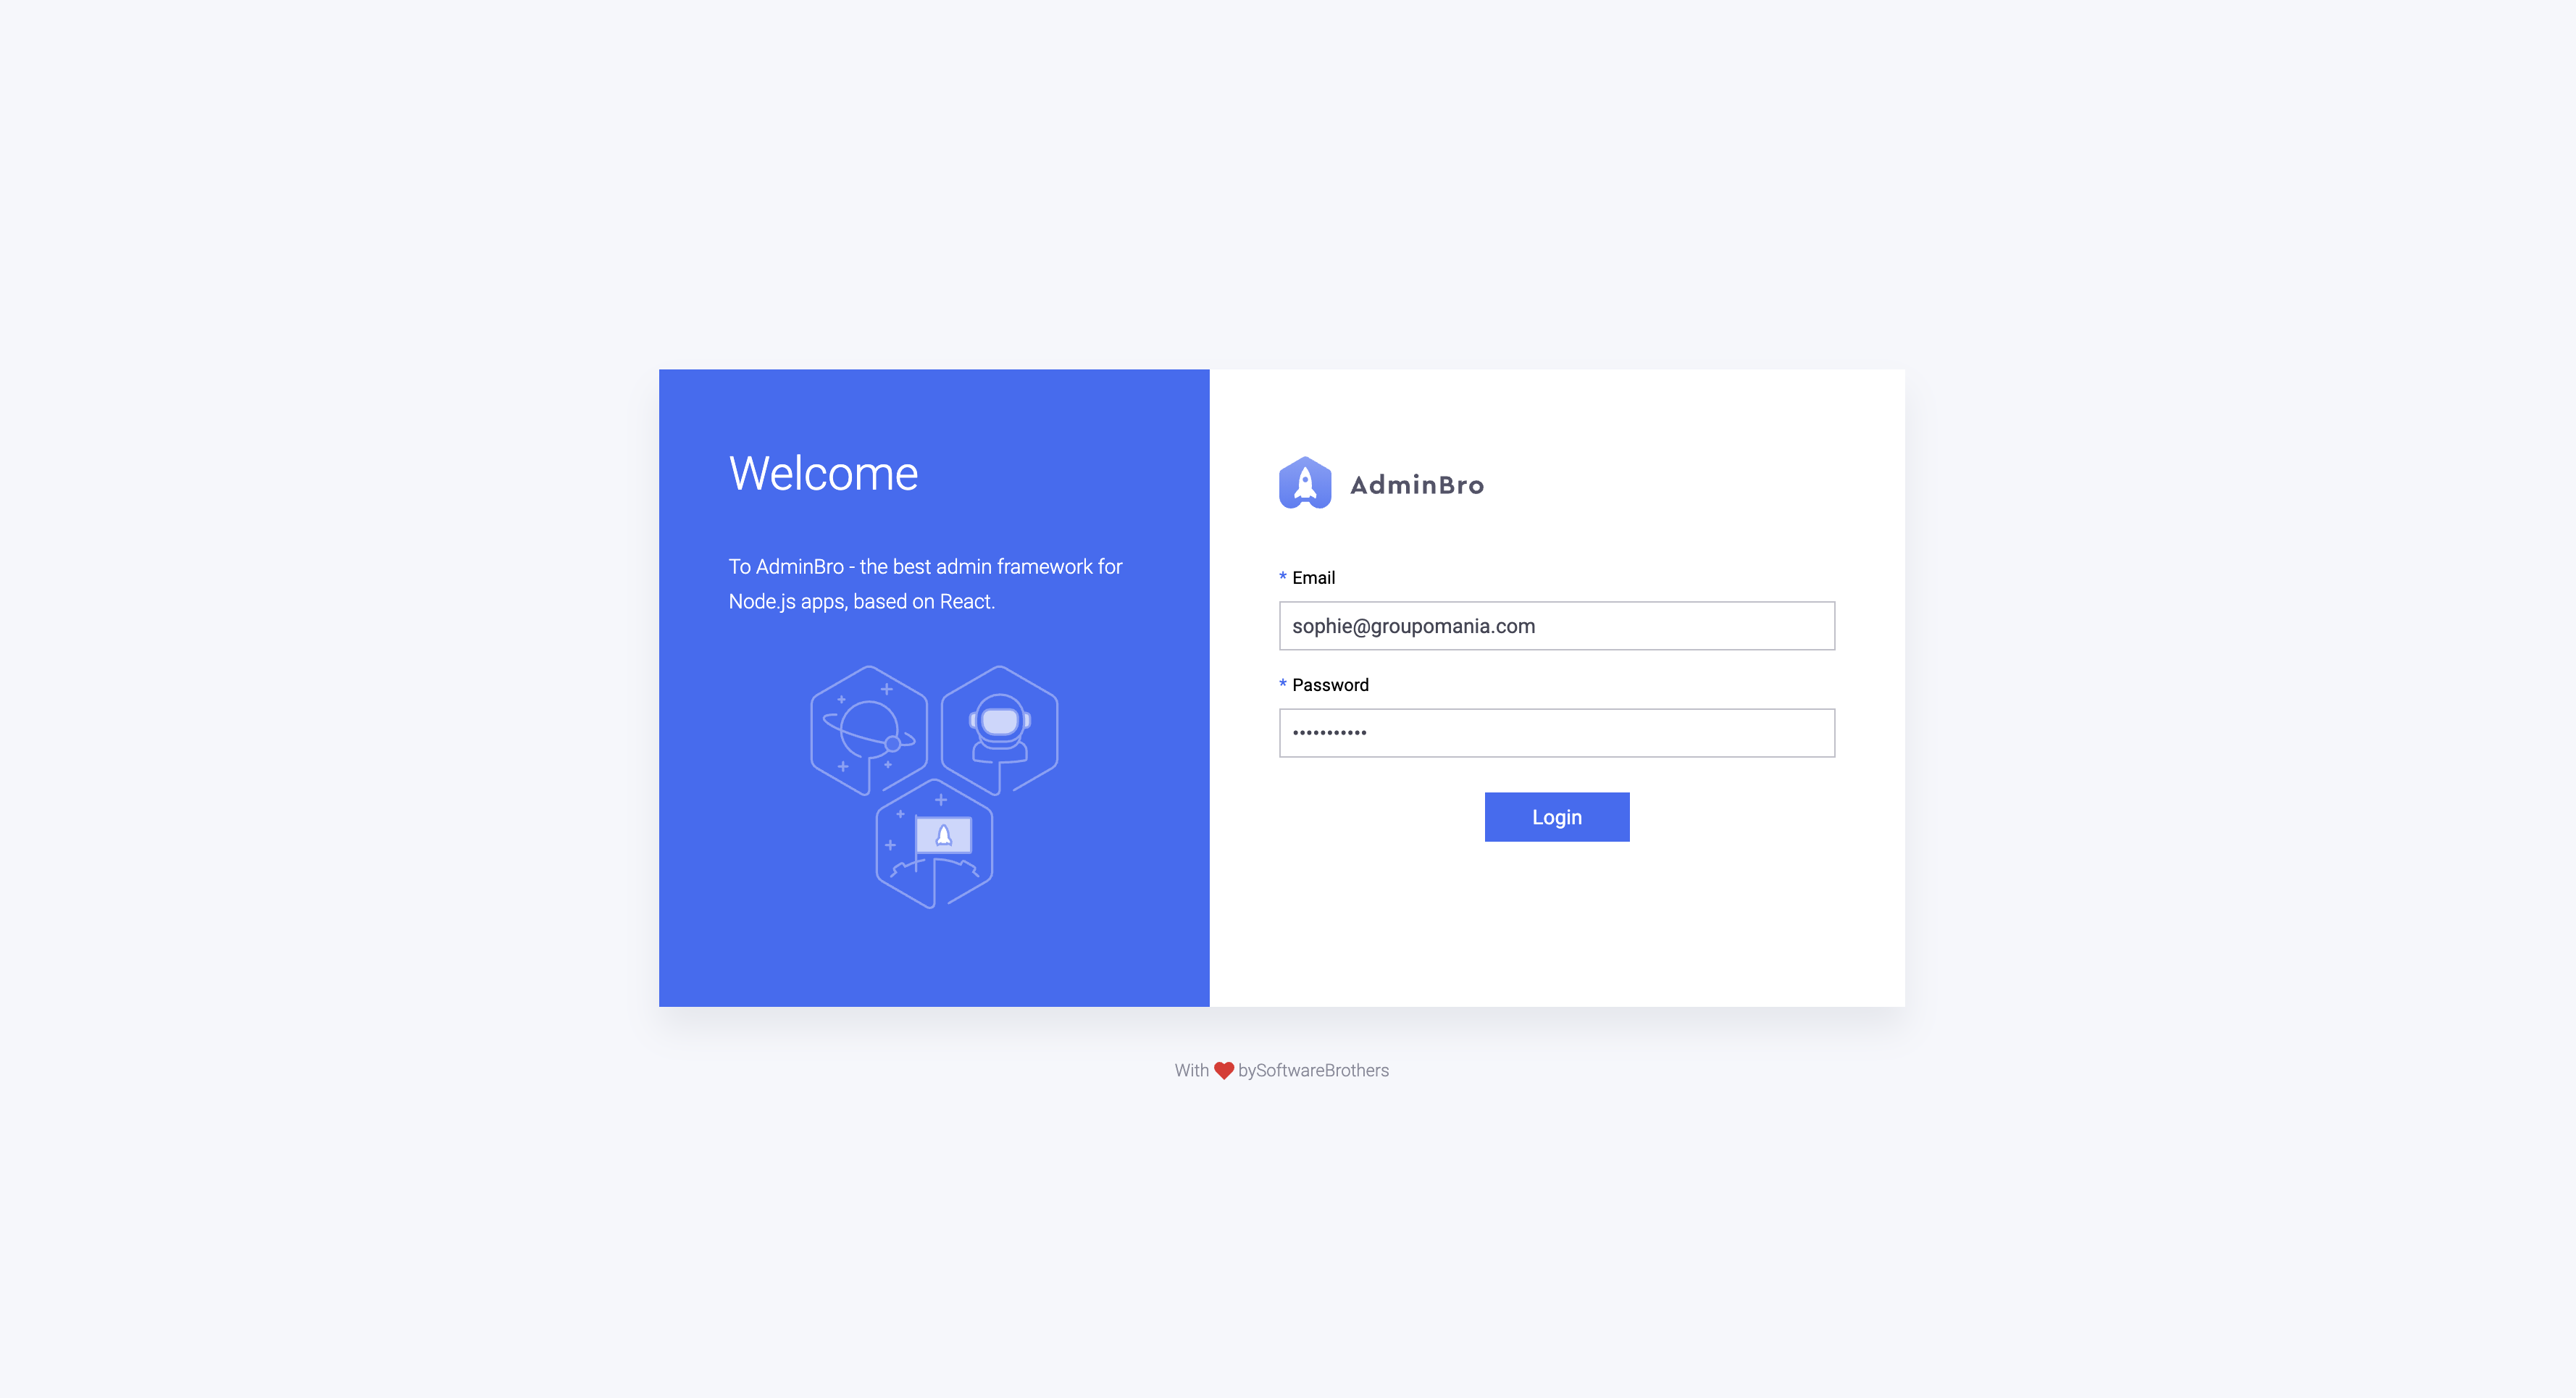 Welcome
To AdminBro - the best admin framework for
Node.js apps, based on React.
AdminBro
* Email
sophie@groupomania.com
* Password
•••••••••••
Login
With ❤ bySoftwareBrothers